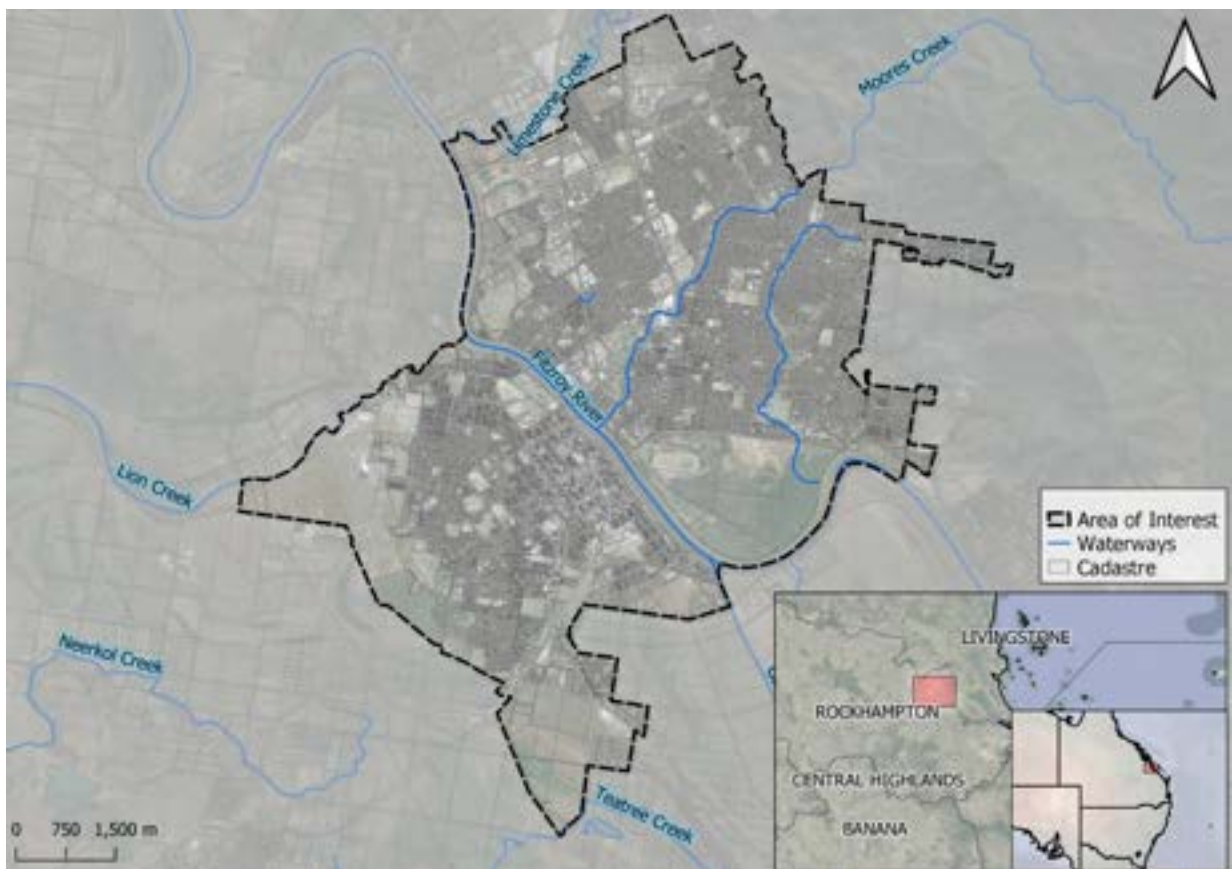 Limestone Creek
Moores Creek
Fitzroy River
Lion Creek
Neerkol Creek
Teatree Creek
Area of Interest
Waterways
Cadastre
LIVINGSTONE
ROCKHAMPTON
CENTRAL HIGHLANDS
BANANA
0 750 1,500 m